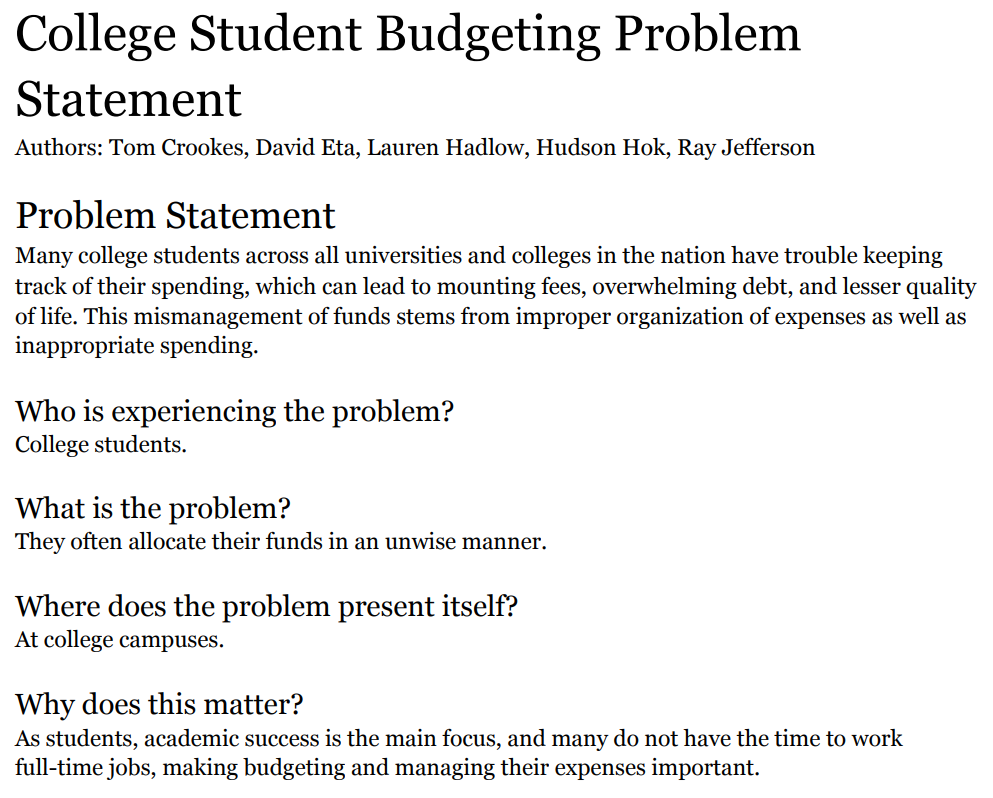 College Student Budgeting Problem
Statement
Authors: Tom Crookes, David Eta, Lauren Hadlow, Hudson Hok, Ray Jefferson
Problem Statement
Many college students across all universities and colleges in the nation have trouble keeping
track of their spending, which can lead to mounting fees, overwhelming debt, and lesser quality
of life. This mismanagement of funds stems from improper organization of expenses as well as
inappropriate spending.
Who is experiencing the problem?
College students.
What is the problem?
They often allocate their funds in an unwise manner.
Where does the problem present itself?
At college campuses.
Why does this matter?
As students, academic success is the main focus, and many do not have the time to work
full-time jobs, making budgeting and managing their expenses important.